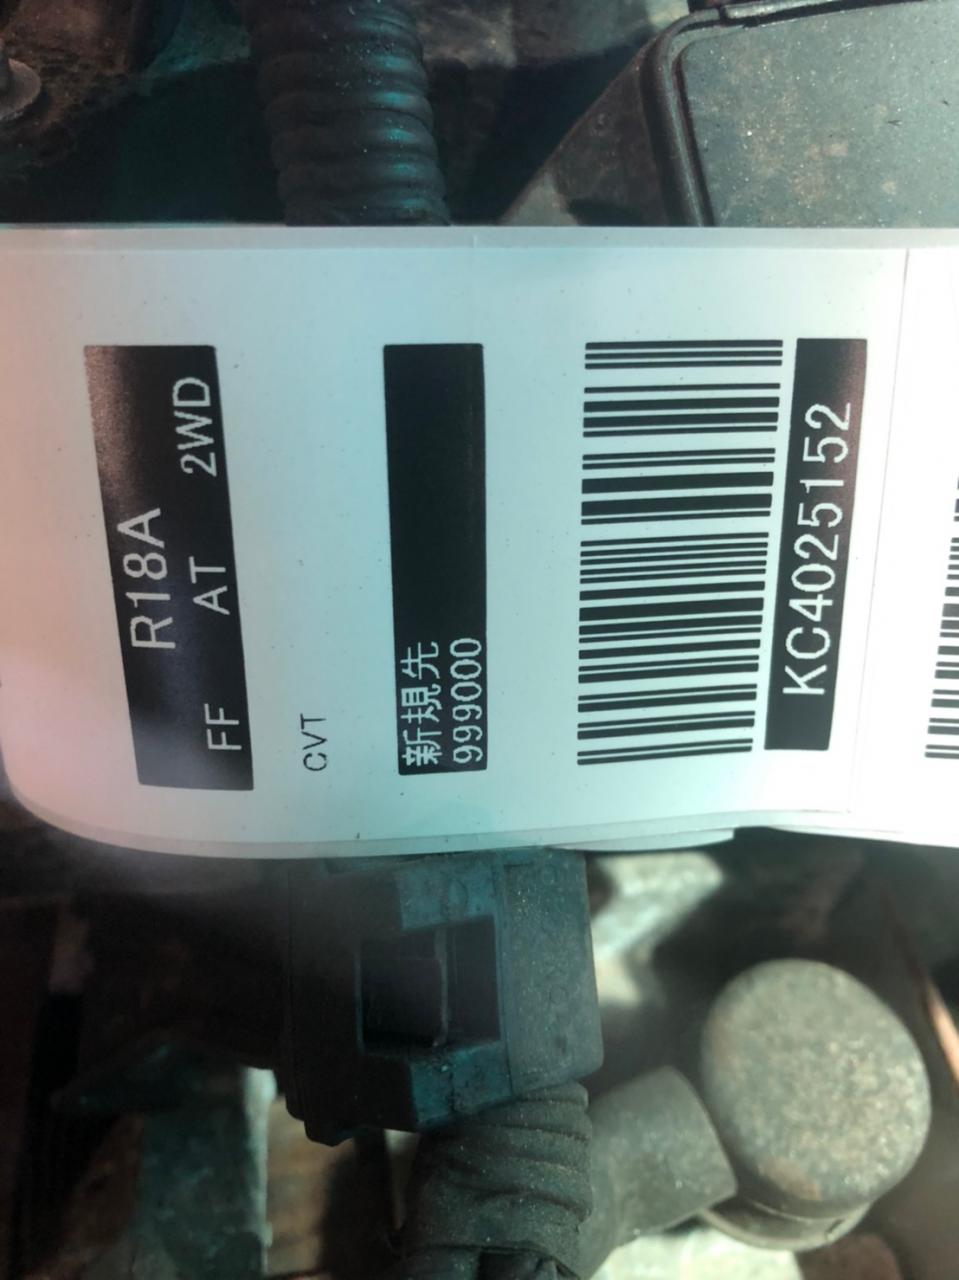 R18A
FF AT 2WD
CVT
新規先
999000
KC4025152